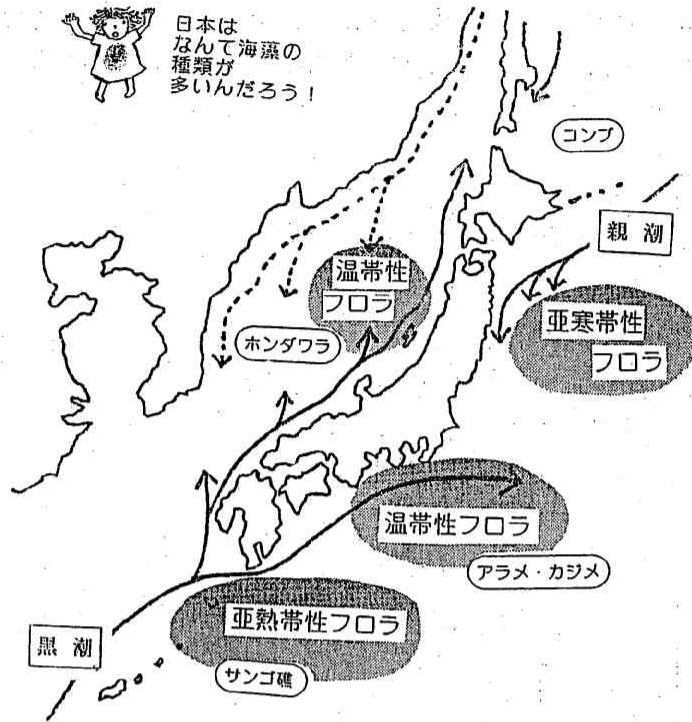 日本は
なんて海藻の
種類が
多いんだろう！
コンブ
親潮
温帯性
フロラ
亜寒帯性
フロラ
ホンダワラ
温帯性フロラ
アラメ・カジメ
亜熱帯性フロラ
黒潮
サンゴ礁